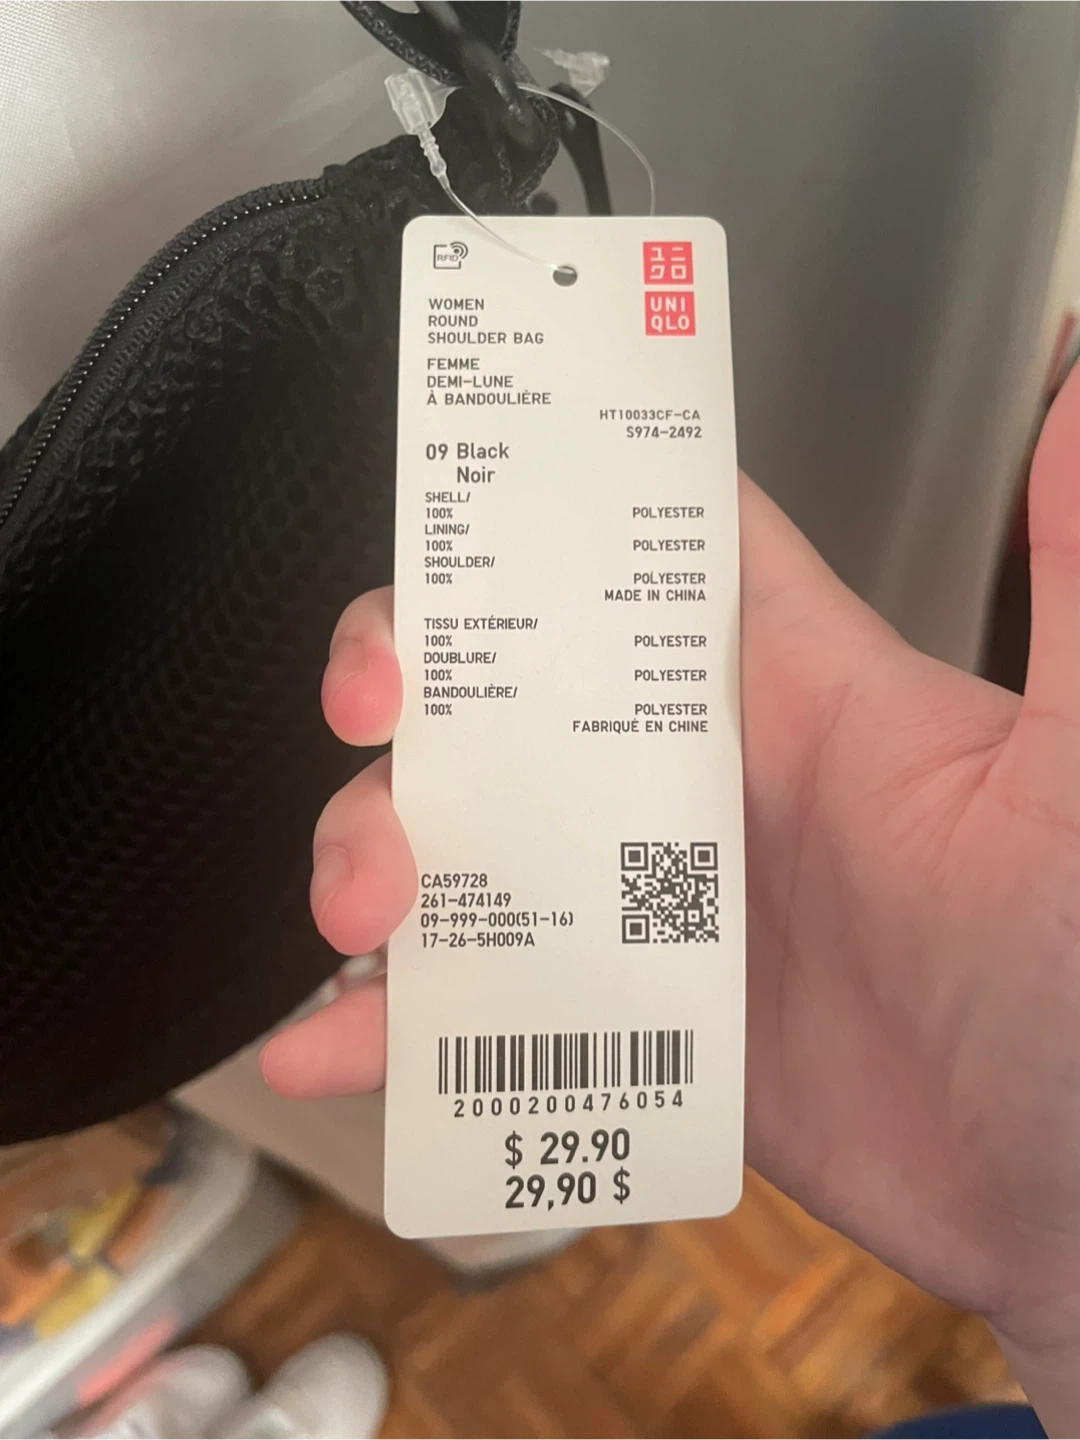 RFID
ユニ
クロ
UNI
QLO
WOMEN
ROUND
SHOULDER BAG
FEMME
DEMI-LUNE
À BANDOULIÈRE
HT10033CF-CA
S974-2492
09 Black
Noir
SHELL/
100% POLYESTER
LINING/
100% POLYESTER
SHOULDER/
100% POLYESTER
MADE IN CHINA
TISSU EXTÉRIEUR/
100% POLYESTER
DOUBLURE/
100% POLYESTER
BANDOULIÈRE/
100% POLYESTER
FABRIQUÉ EN CHINE
CA59728
261-474149
09-999-000(51-16)
17-26-5H009A
2000200476054
$ 29.90
29,90 $